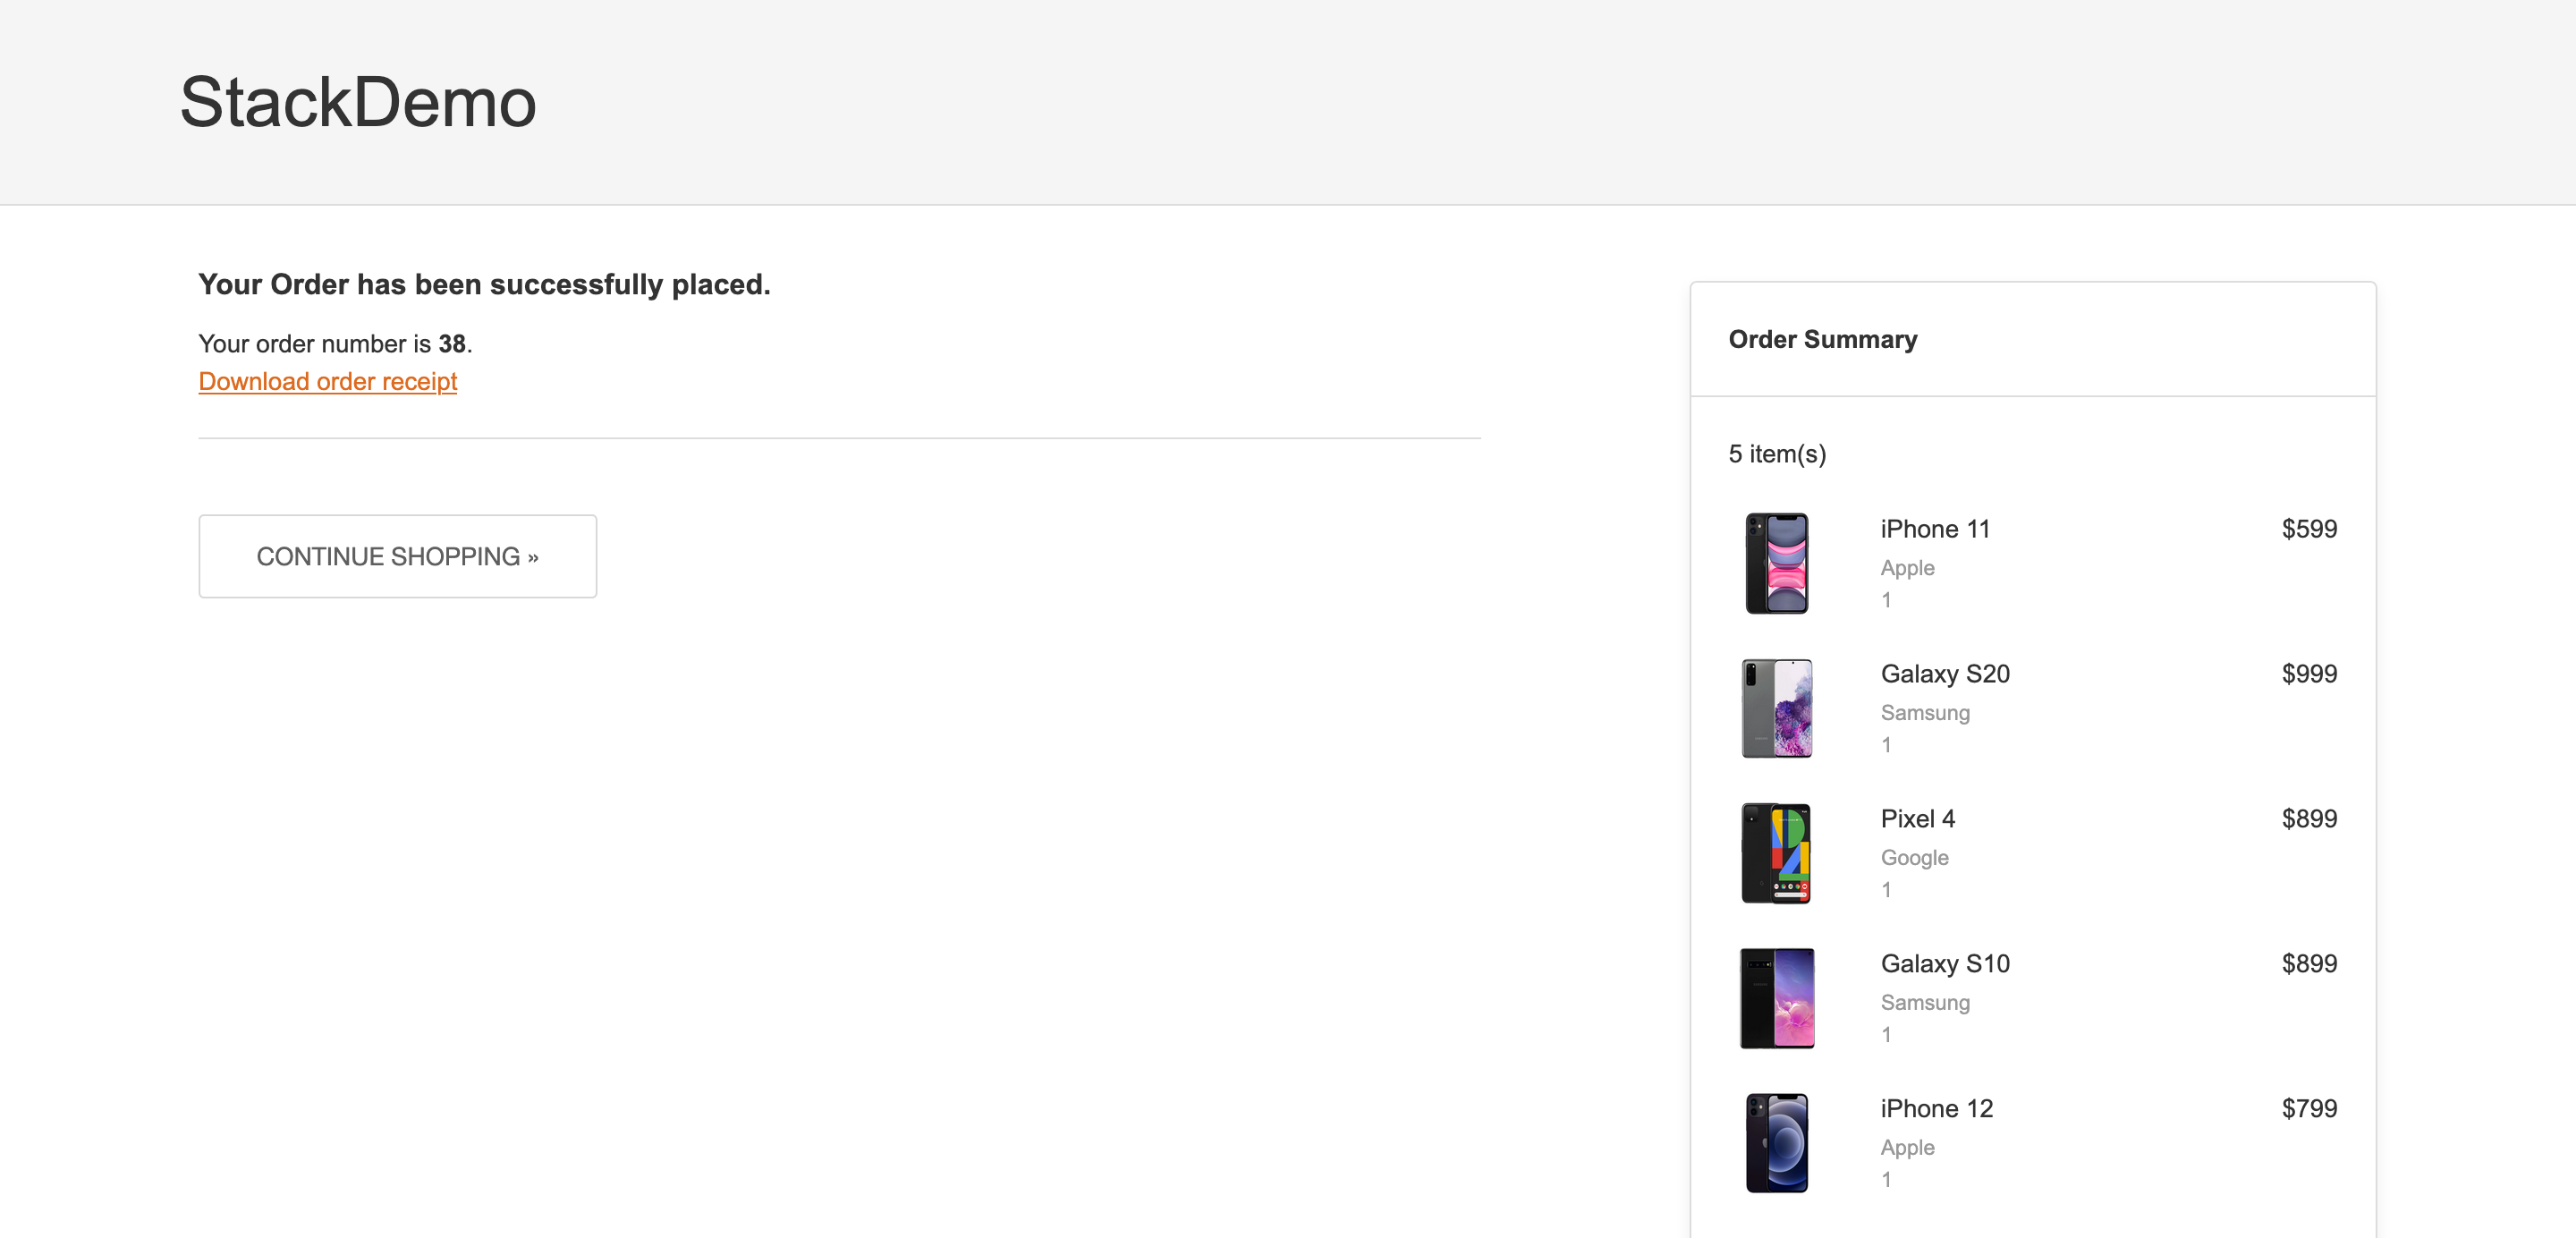 StackDemo
Your Order has been successfully placed.
Your order number is 38.
Download order receipt
CONTINUE SHOPPING »
Order Summary
5 item(s)
iPhone 11
$599
Apple
1
Galaxy S20
$999
Samsung
1
Pixel 4
$899
Google
1
Galaxy S10
$899
Samsung
1
iPhone 12
$799
Apple
1